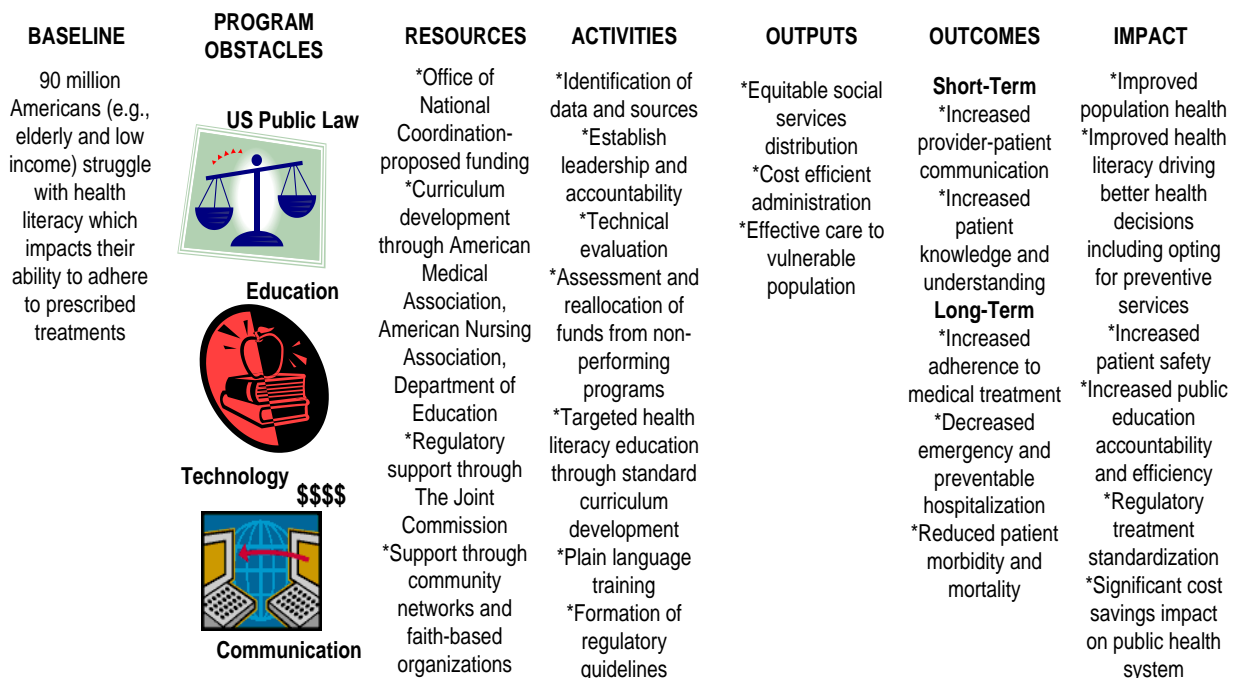 BASELINE
90 million
Americans (e.g.,
elderly and low
income) struggle
with health
literacy which
impacts their
ability to adhere
to prescribed
treatments
PROGRAM
OBSTACLES
US Public Law
Education
Technology
$$$$
Communication
RESOURCES
*Office of
National
Coordination-
proposed funding
*Curriculum
development
through American
Medical
Association,
American Nursing
Association,
Department of
Education
*Regulatory
support through
The Joint
Commission
*Support through
community
networks and
faith-based
organizations
ACTIVITIES
*Identification of
data and sources
*Establish
leadership and
accountability
*Technical
evaluation
*Assessment and
reallocation of
funds from non-
performing
programs
*Targeted health
literacy education
through standard
curriculum
development
*Plain language
training
*Formation of
regulatory
guidelines
OUTPUTS
*Equitable social
services
distribution
*Cost efficient
administration
*Effective care to
vulnerable
population
OUTCOMES
Short-Term
*Increased
provider-patient
communication
*Increased
patient
knowledge and
understanding
Long-Term
*Increased
adherence to
medical treatment
*Decreased
emergency and
preventable
hospitalization
*Reduced patient
morbidity and
mortality
IMPACT
*Improved
population health
*Improved health
literacy driving
better health
decisions
including opting
for preventive
services
*Increased
patient safety
*Increased public
education
accountability
and efficiency
*Regulatory
treatment
standardization
*Significant cost
savings impact
on public health
system